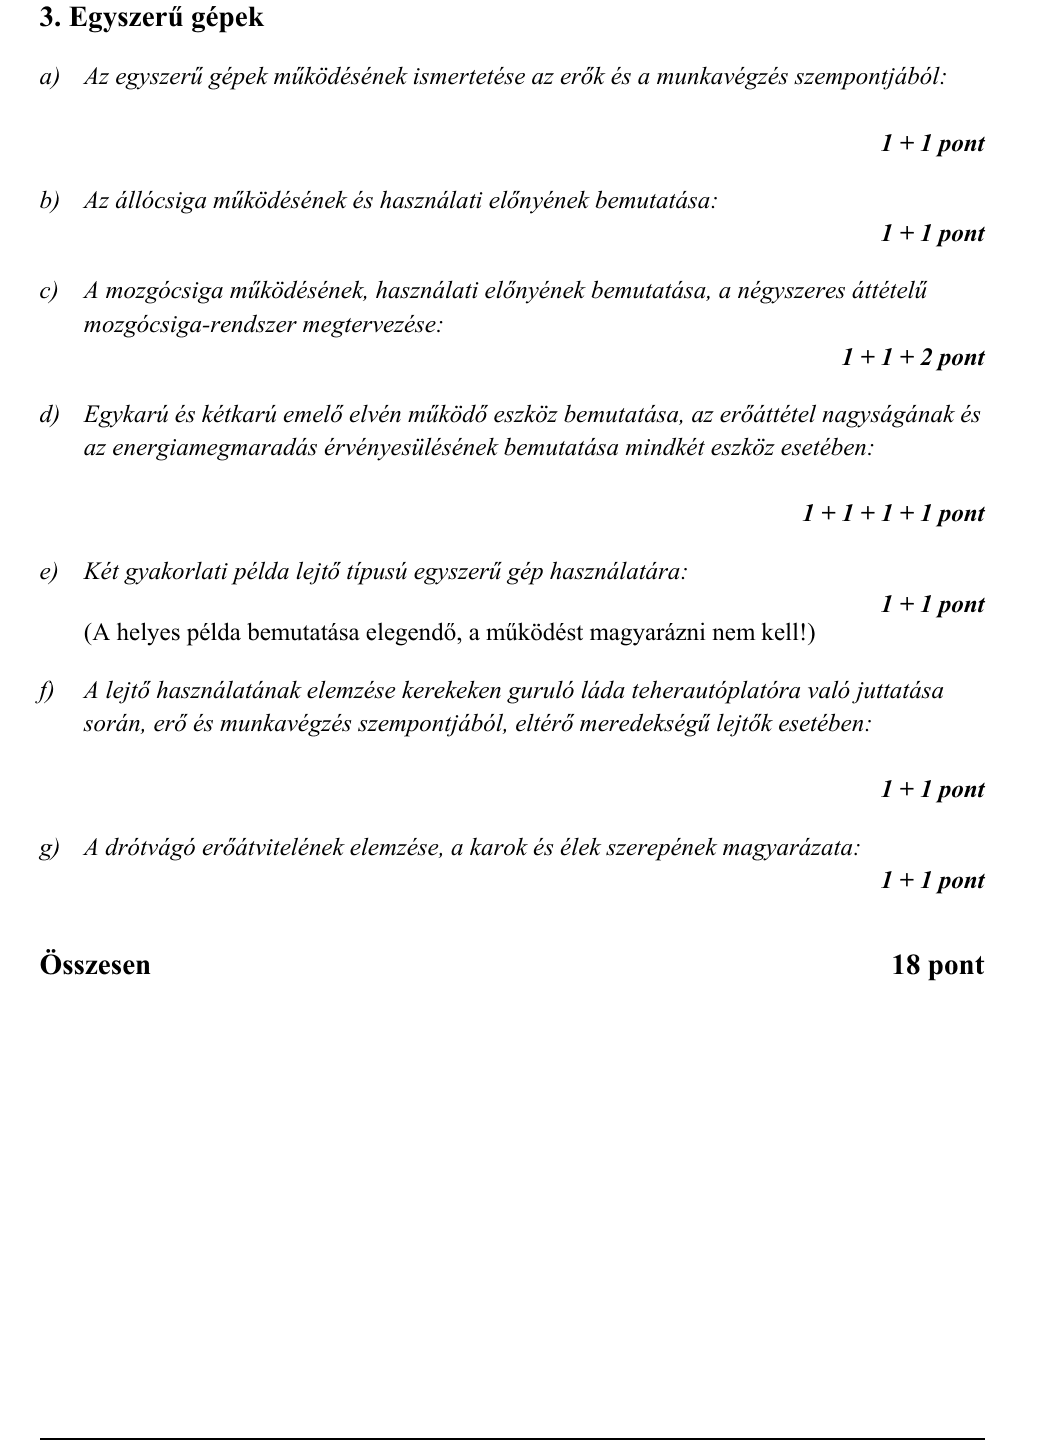 3. Egyszerű gépek
a) Az egyszerű gépek működésének ismertetése az erők és a munkavégzés szempontjából:
1 + 1 pont
b) Az állócsiga működésének és használati előnyének bemutatása:
1 + 1 pont
c) A mozgócsiga működésének, használati előnyének bemutatása, a négyszeres áttételű
mozgócsiga-rendszer megtervezése:
1 + 1 + 2 pont
d) Egykarú és kétkarú emelő elvén működő eszköz bemutatása, az erőáttétel nagyságának és
az energiamegmaradás érvényesülésének bemutatása mindkét eszköz esetében:
1 + 1 + 1 + 1 pont
e) Két gyakorlati példa lejtő típusú egyszerű gép használatára:
1 + 1 pont
(A helyes példa bemutatása elegendő, a működést magyarázni nem kell!)
f) A lejtő használatának elemzése kerekeken guruló láda teherautóplatóra való juttatása
során, erő és munkavégzés szempontjából, eltérő meredekségű lejtők esetében:
1 + 1 pont
g) A drótvágó erőátvitelének elemzése, a karok és élek szerepének magyarázata:
1 + 1 pont
Összesen 18 pont